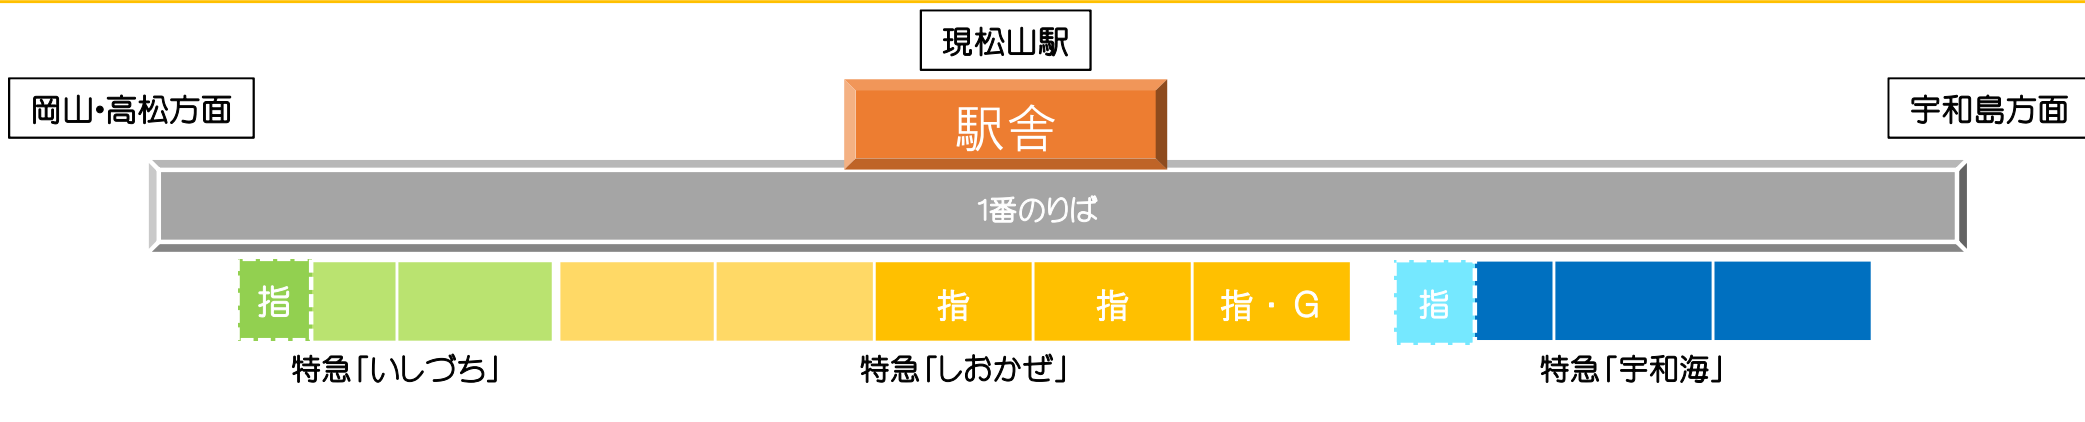 現松山駅
岡山・高松方面
宇和島方面
駅舎
1番のりば
指
指
指
指・G
指
特急「いしづち」
特急「しおかぜ」
特急「宇和海」